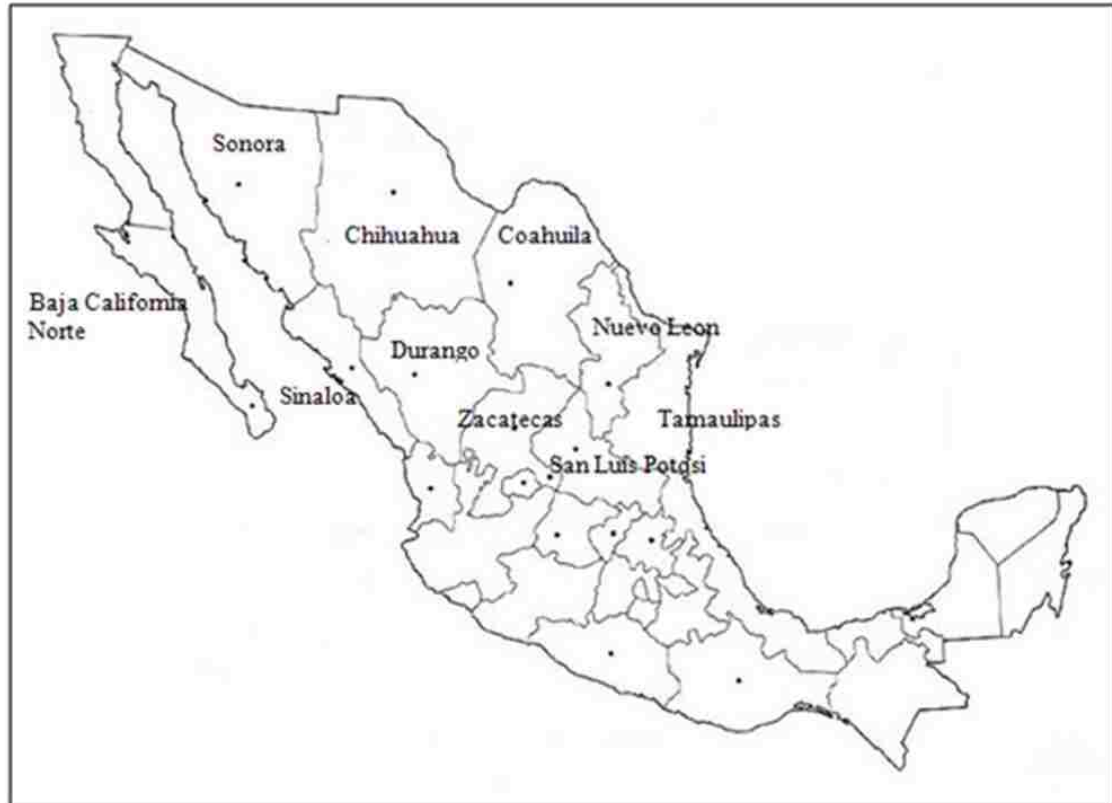 Sonora
Chihuahua
Coahuila
Baja California
Norte
Nuevo Leon
Durango
Sinaloa
Zacatecas
Tamaulipas
San Luis Potosi